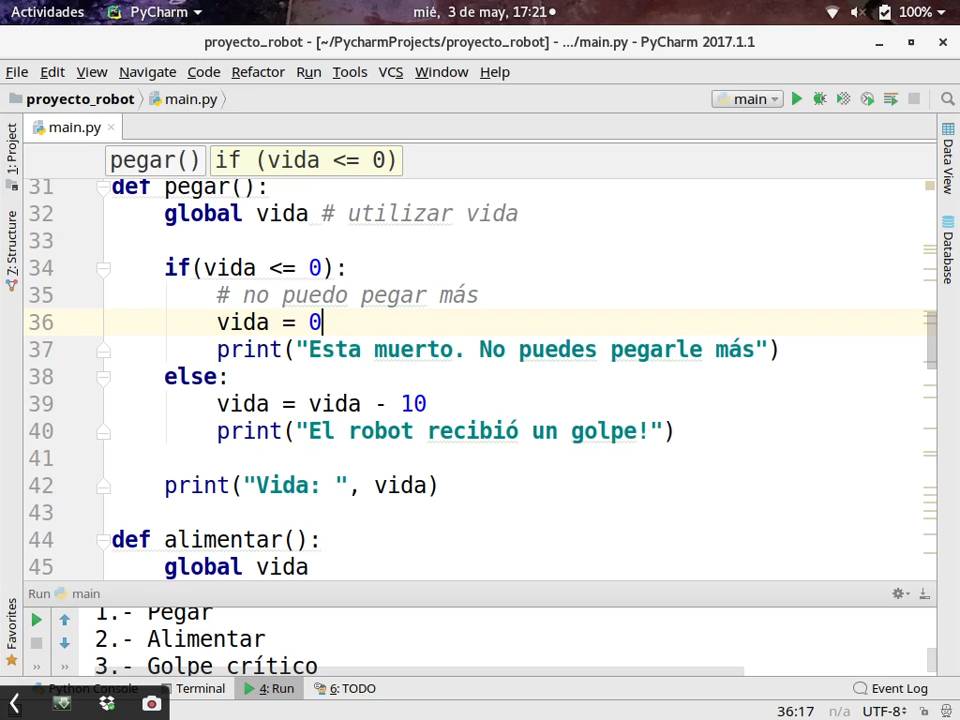 Actividades PyCharm mié, 3 de may, 17:21 100%
proyecto_robot - [~/PycharmProjects/proyecto_robot] - .../main.py - PyCharm 2017.1.1
File Edit View Navigate Code Refactor Run Tools VCS Window Help
proyecto_robot main.py main
main.py
1: Project
7: Structure
Favorites
Data View
Database
pegar() if (vida <= 0)
31 def pegar():
32 global vida # utilizar vida
33
34 if(vida <= 0):
35 # no puedo pegar más
36 vida = 0
37 print("Esta muerto. No puedes pegarle más")
38 else:
39 vida = vida - 10
40 print("El robot recibió un golpe!")
41
42 print("Vida: ", vida)
43
44 def alimentar():
45 global vida
Run main
1.- Pegar
2.- Alimentar
3.- Golpe crítico
Python Console Terminal 4: Run 6: TODO Event Log
36:17 n/a UTF-8